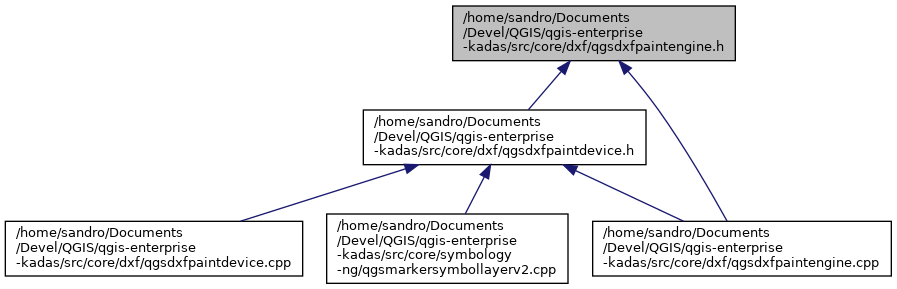 /home/sandro/Documents
/Devel/QGIS/qgis-enterprise
-kadas/src/core/dxf/qgsdxfpaintengine.h
/home/sandro/Documents
/Devel/QGIS/qgis-enterprise
-kadas/src/core/dxf/qgsdxfpaintdevice.h
/home/sandro/Documents
/Devel/QGIS/qgis-enterprise
-kadas/src/core/dxf/qgsdxfpaintdevice.cpp
/home/sandro/Documents
/Devel/QGIS/qgis-enterprise
-kadas/src/core/symbology
-ng/qgsmarkersymbollayerv2.cpp
/home/sandro/Documents
/Devel/QGIS/qgis-enterprise
-kadas/src/core/dxf/qgsdxfpaintengine.cpp